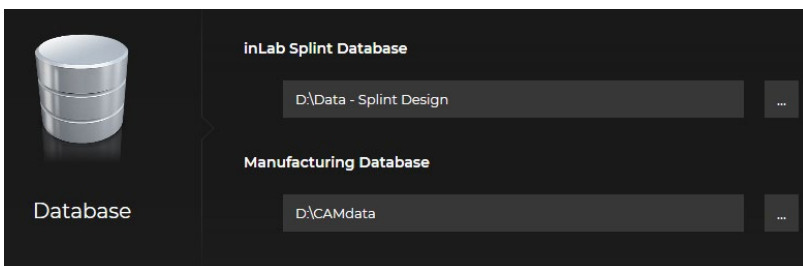 inLab Splint Database
D:\Data - Splint Design
...
Manufacturing Database
Database
D:\CAMdata
...